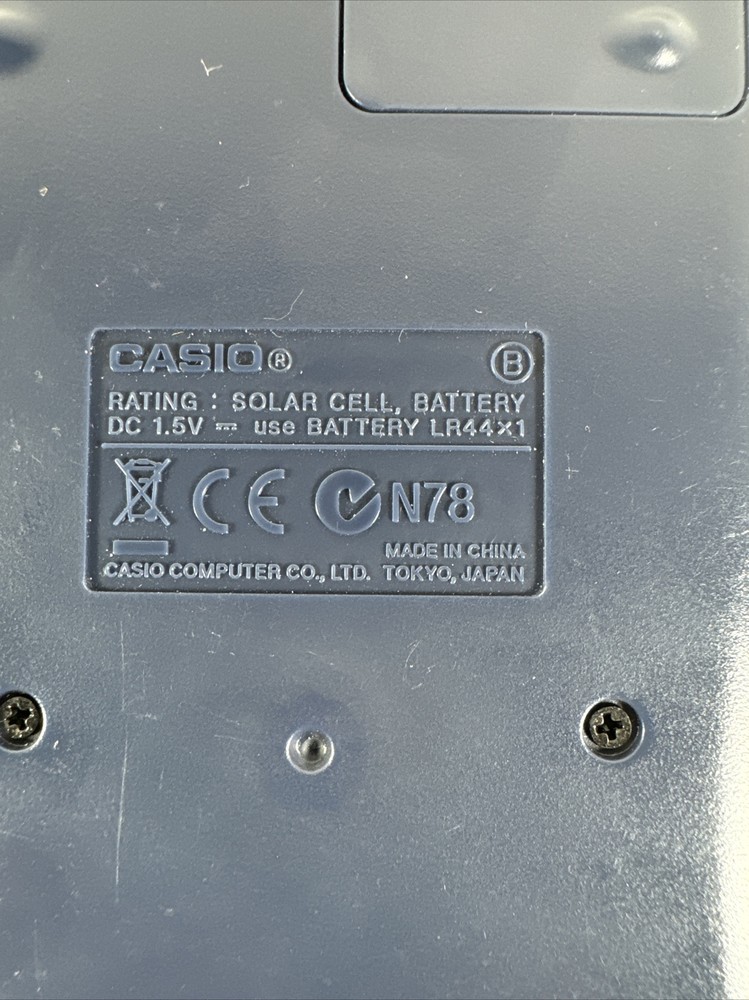 CASIO® B
RATING : SOLAR CELL, BATTERY
DC 1.5V ⎓ use BATTERY LR44×1
CE N78
MADE IN CHINA
CASIO COMPUTER CO., LTD. TOKYO, JAPAN